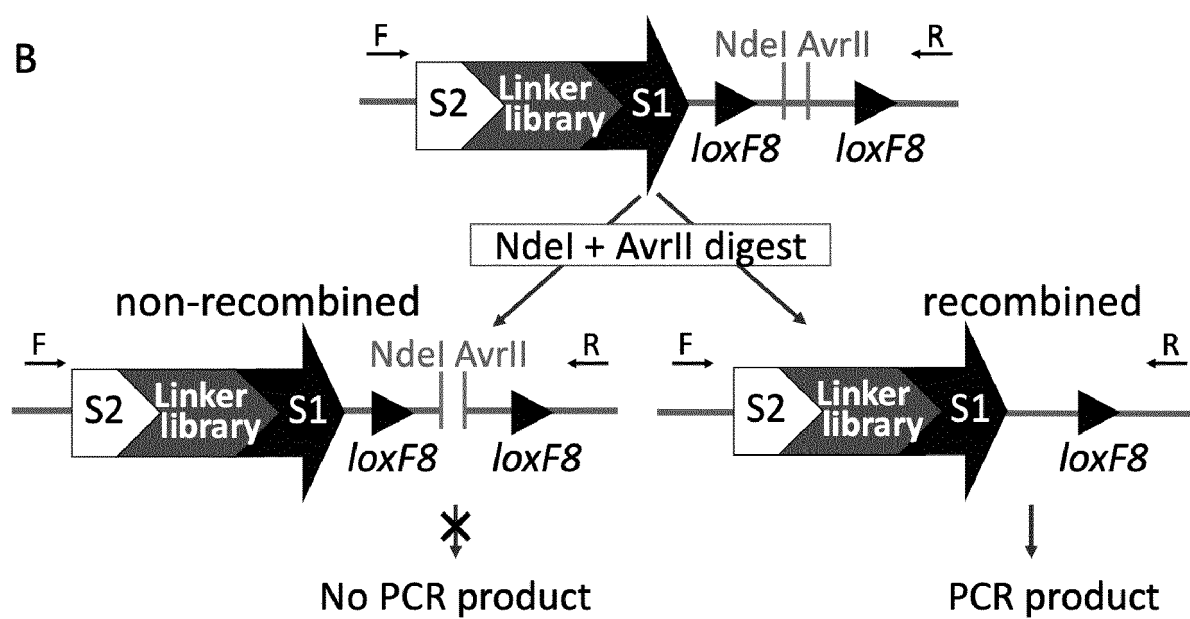 B
F
NdeI AvrII
R
S2
Linker
library
S1
loxF8
loxF8
NdeI + AvrII digest
non-recombined
recombined
F
NdeI AvrII
R
F
R
S2
Linker
library
S1
S2
Linker
library
S1
loxF8
loxF8
loxF8
No PCR product
PCR product